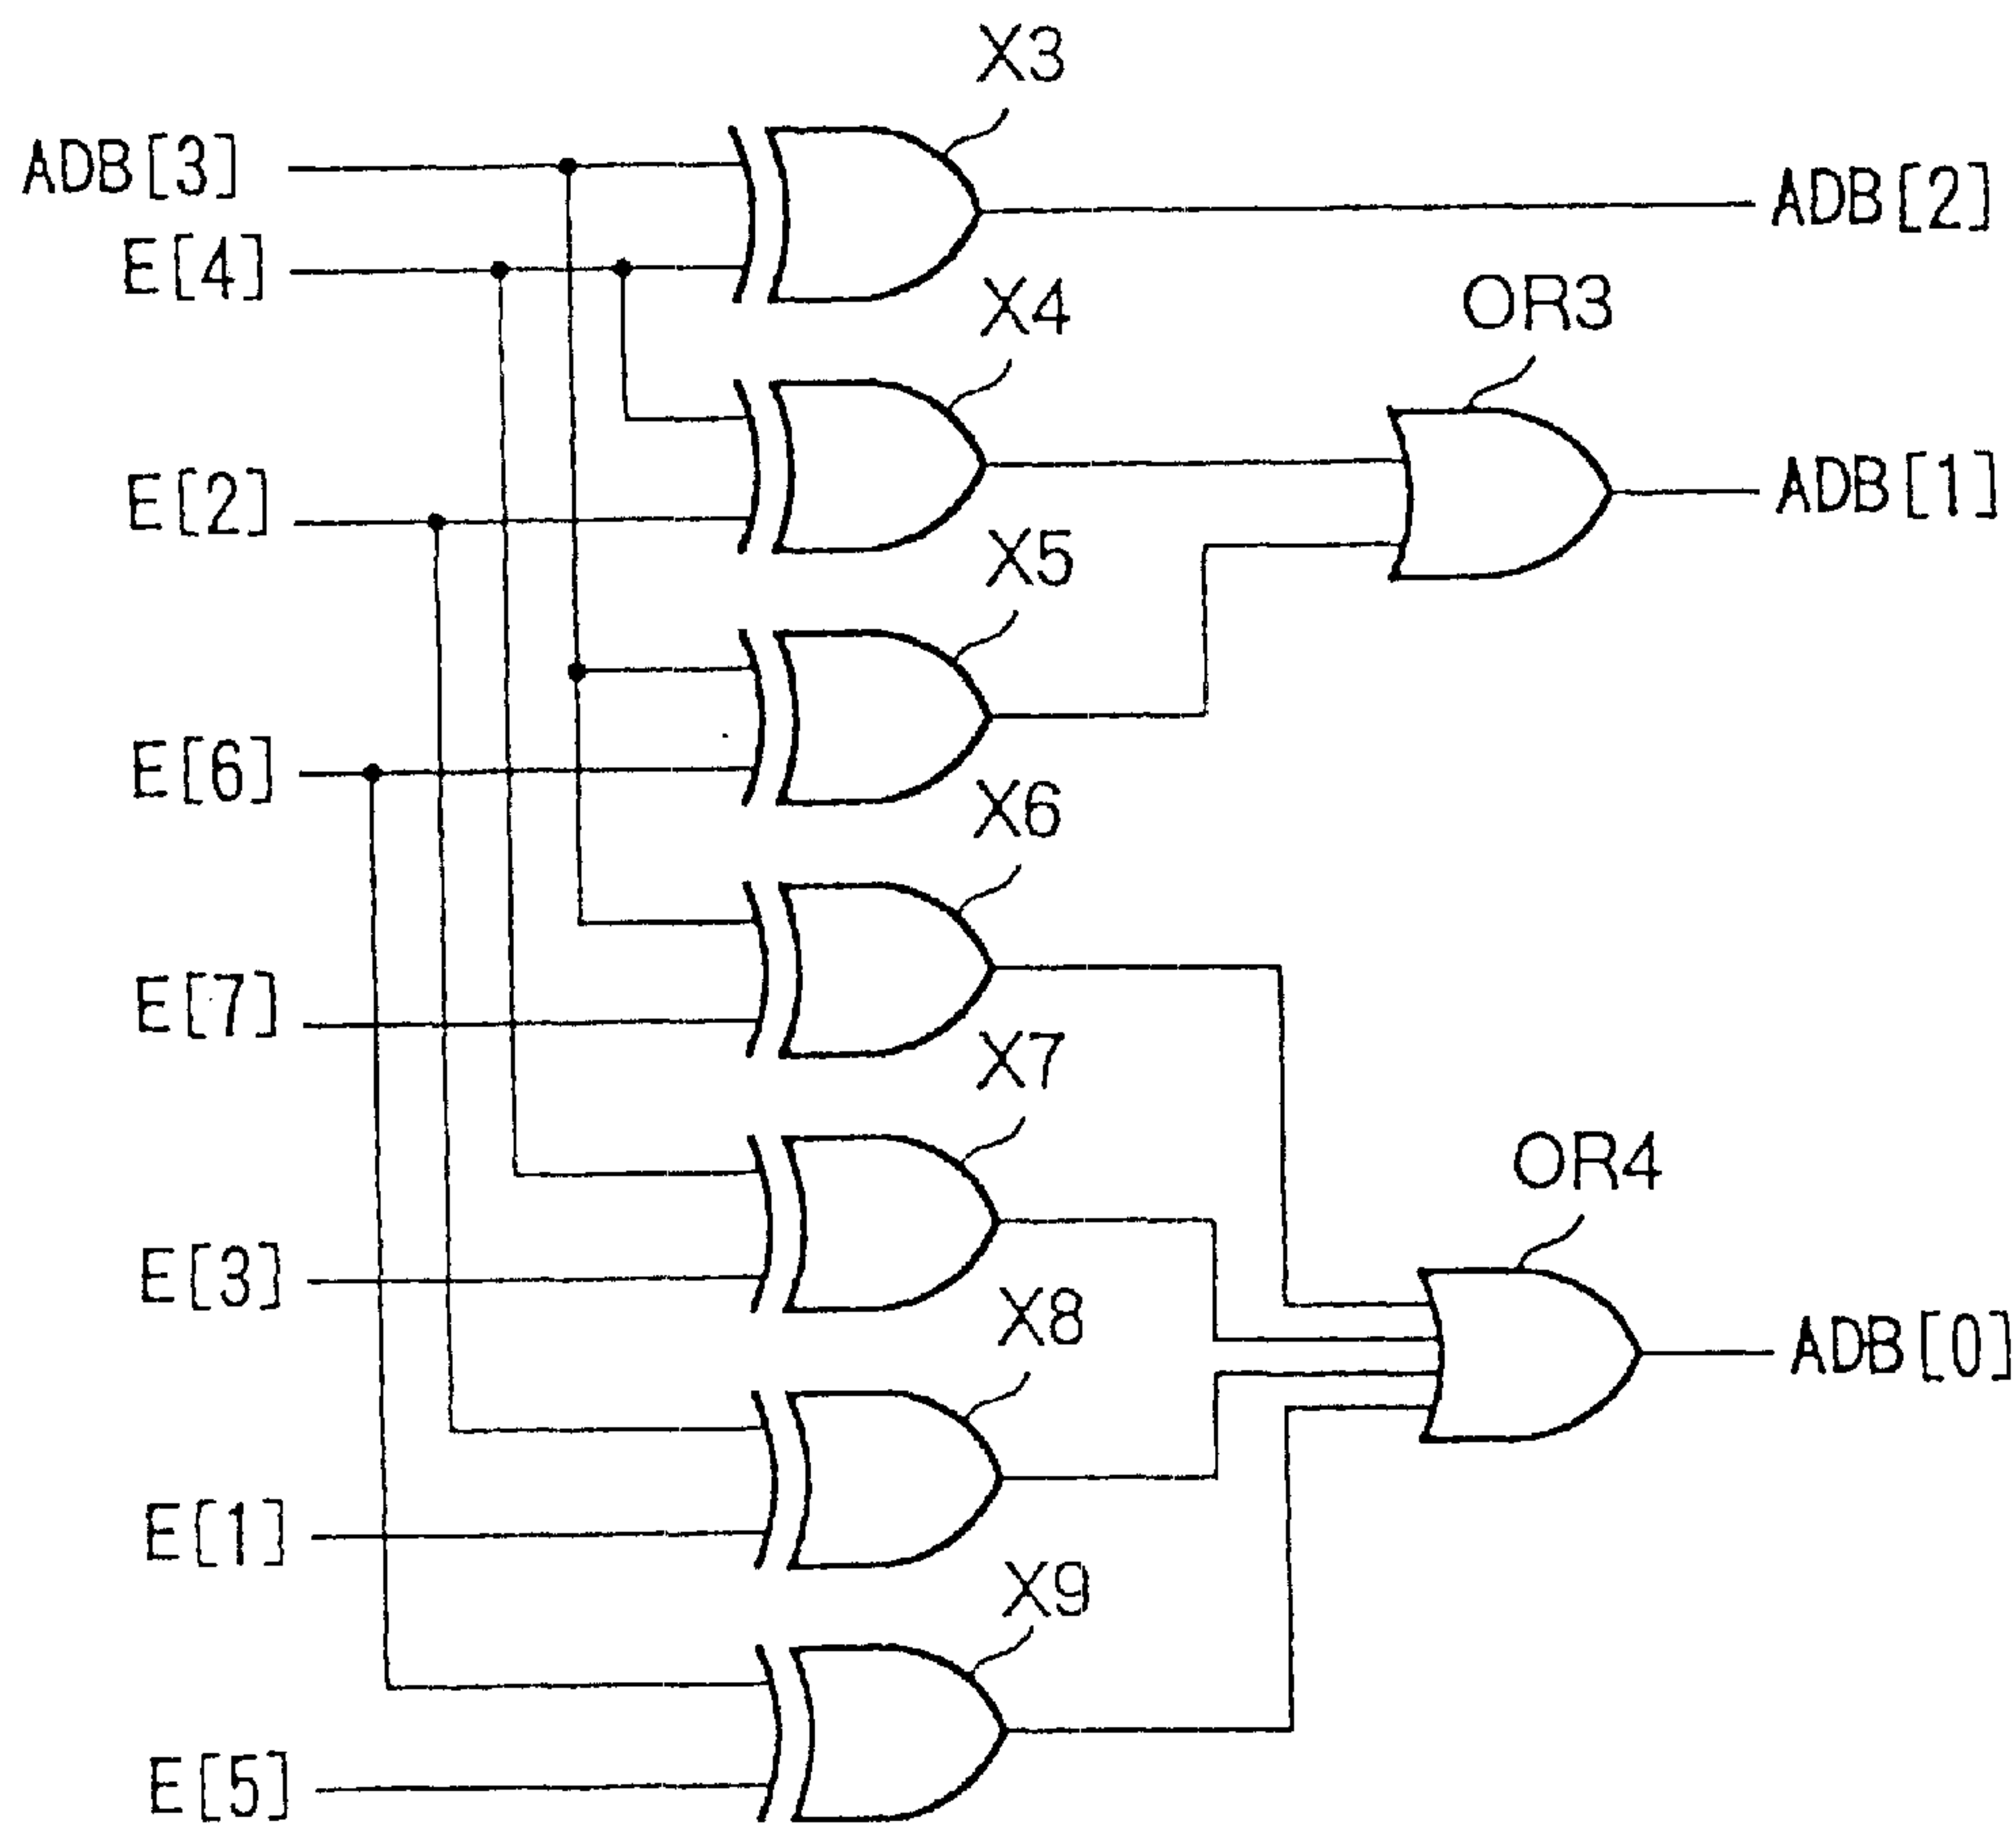 X3
ADB[3]
ADB[2]
E[4]
X4
OR3
E[2]
ADB[1]
X5
E[6]
X6
E[7]
X7
OR4
E[3]
X8
ADB[0]
E[1]
X9
E[5]